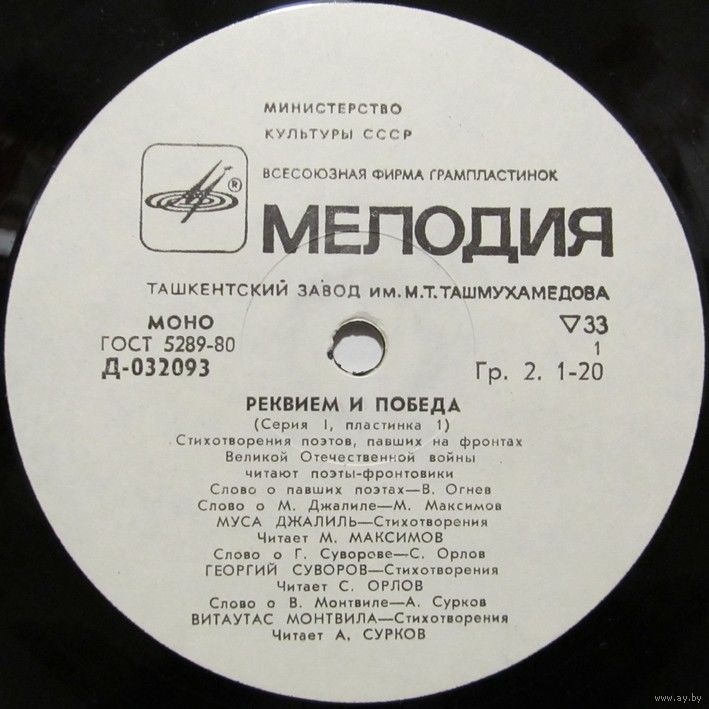 МИНИСТЕРСТВО
КУЛЬТУРЫ СССР
ВСЕСОЮЗНАЯ ФИРМА ГРАМПЛАСТИНОК
®
МЕЛОДИЯ
ТАШКЕНТСКИЙ ЗАВОД ИМ. М.Т. ТАШМУХАМЕДОВА
МОНО ▽33
ГОСТ 5289-80 1
Д-032093 Гр. 2. 1-20
РЕКВИЕМ И ПОБЕДА
(Серия I, пластинка 1)
Стихотворения поэтов, павших на фронтах
Великой Отечественной войны
читают поэты-фронтовики
Слово о павших поэтах—В. Огнев
Слово о М. Джалиле—М. Максимов
МУСА ДЖАЛИЛЬ—Стихотворения
Читает М. МАКСИМОВ
Слово о Г. Суворове—С. Орлов
ГЕОРГИЙ СУВОРОВ—Стихотворения
Читает С. ОРЛОВ
Слово о В. Монтвиле—А. Сурков
ВИТАУТАС МОНТВИЛА—Стихотворения
Читает А. СУРКОВ
www.ay.by